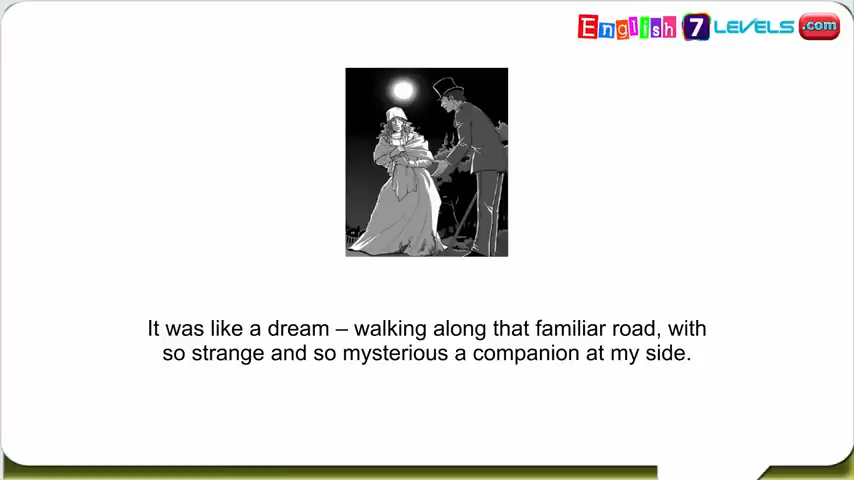 English 7 LEVELS .com
It was like a dream – walking along that familiar road, with
so strange and so mysterious a companion at my side.